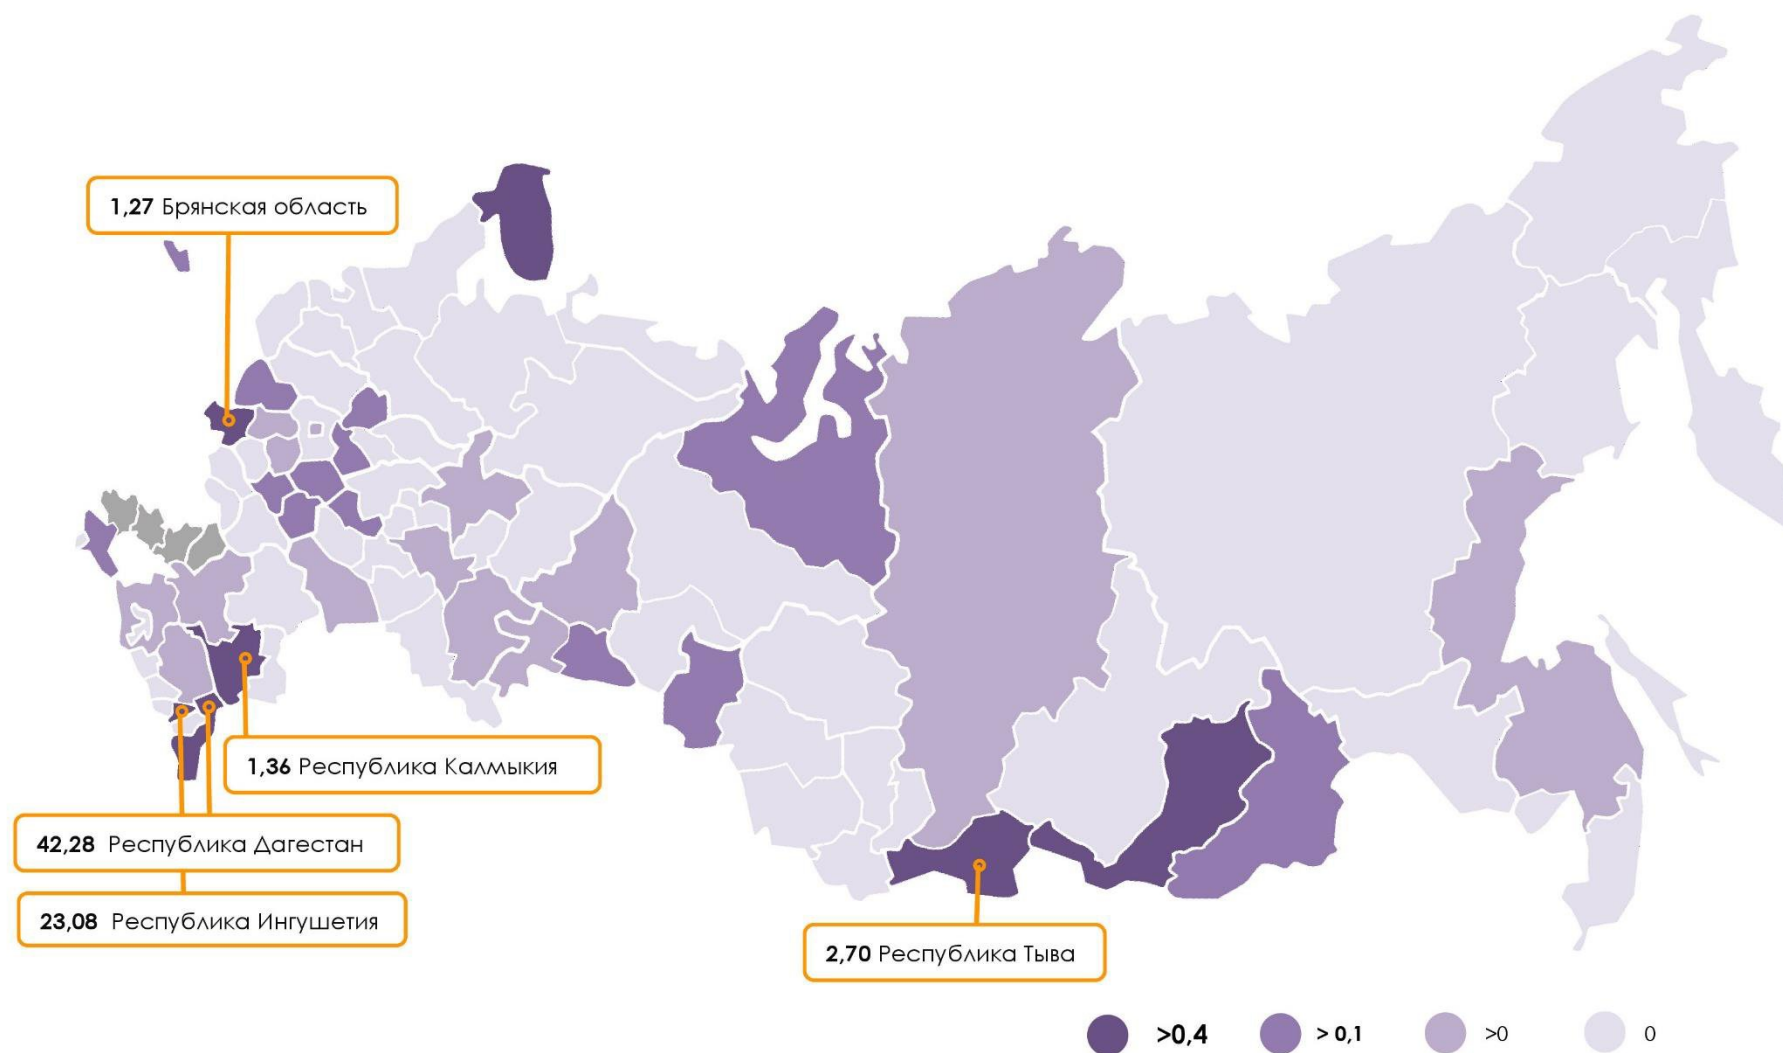 1,27 Брянская область
1,36 Республика Калмыкия
42,28 Республика Дагестан
23,08 Республика Ингушетия
2,70 Республика Тыва
>0,4
> 0,1
>0
0